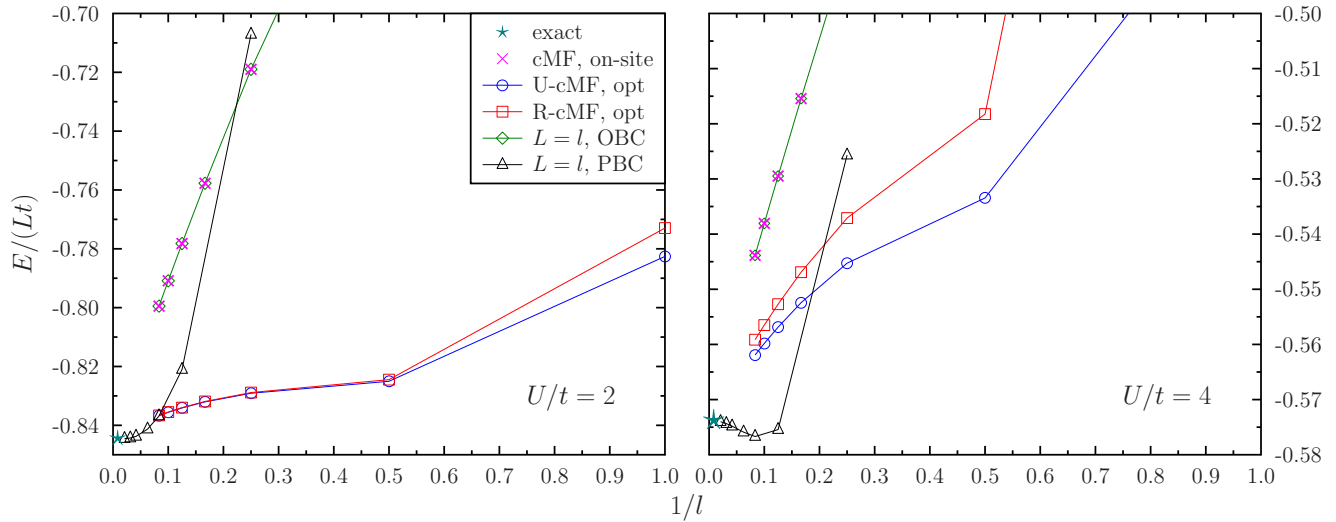 E/(Lt)
-0.70
-0.72
-0.74
-0.76
-0.78
-0.80
-0.82
-0.84
exact
cMF, on-site
U-cMF, opt
R-cMF, opt
L = l, OBC
L = l, PBC
U/t = 2
0.0 0.1 0.2 0.3 0.4 0.5 0.6 0.7 0.8 0.9 1.0
U/t = 4
-0.50
-0.51
-0.52
-0.53
-0.54
-0.55
-0.56
-0.57
-0.58
0.0 0.1 0.2 0.3 0.4 0.5 0.6 0.7 0.8 0.9 1.0
1/l